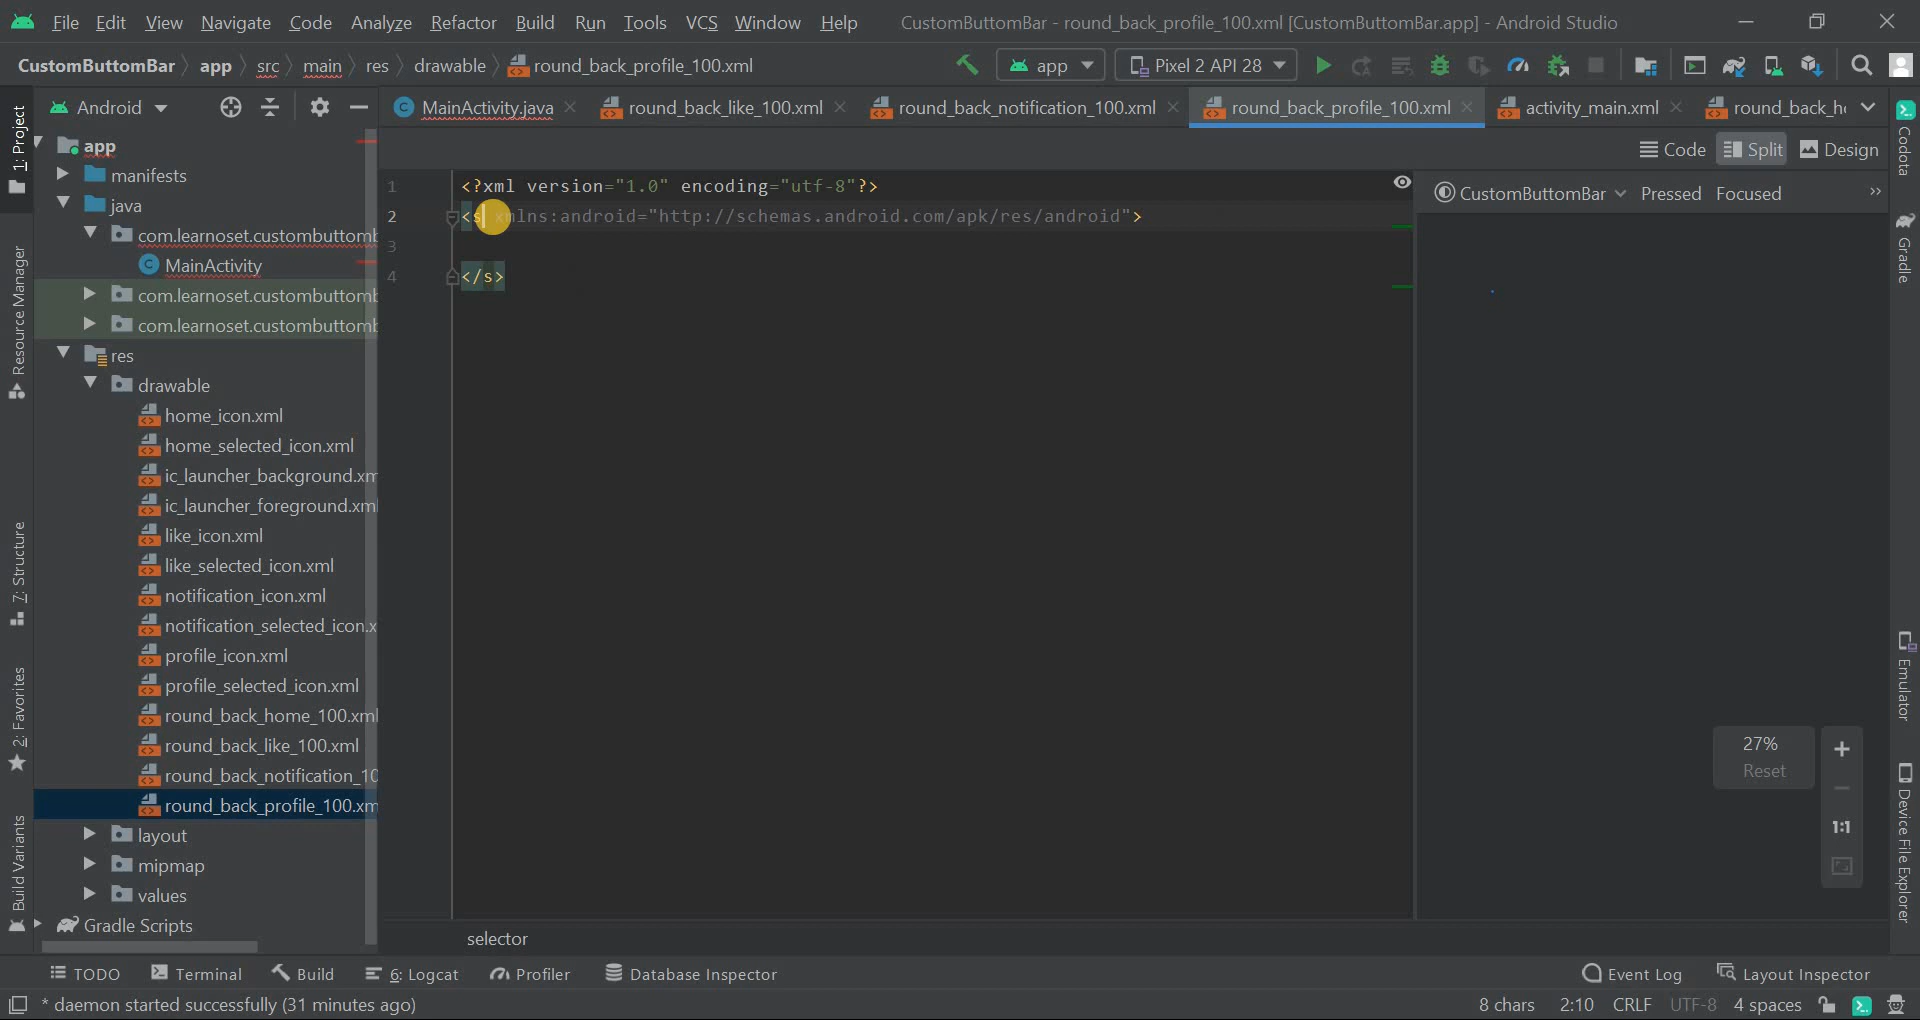 File Edit View Navigate Code Analyze Refactor Build Run Tools VCS Window Help CustomButtomBar - round_back_profile_100.xml [CustomButtomBar.app] - Android Studio
CustomButtomBar app src main res drawable round_back_profile_100.xml app Pixel 2 API 28
Android MainActivity.java round_back_like_100.xml round_back_notification_100.xml round_back_profile_100.xml activity_main.xml round_back_h
Code Split Design
1: Project
Resource Manager
7: Structure
2: Favorites
Build Variants
app
manifests
java
com.learnoset.custombuttomb
MainActivity
com.learnoset.custombuttomb
com.learnoset.custombuttomb
res
drawable
home_icon.xml
home_selected_icon.xml
ic_launcher_background.xm
ic_launcher_foreground.xml
like_icon.xml
like_selected_icon.xml
notification_icon.xml
notification_selected_icon.x
profile_icon.xml
profile_selected_icon.xml
round_back_home_100.xml
round_back_like_100.xml
round_back_notification_10
round_back_profile_100.xm
layout
mipmap
values
Gradle Scripts
1 <?xml version="1.0" encoding="utf-8"?>
2 <s xmlns:android="http://schemas.android.com/apk/res/android">
3
4 </s>
selector
CustomButtomBar Pressed Focused »
27%
Reset
1:1
Codota
Gradle
Emulator
Device File Explorer
TODO Terminal Build 6: Logcat Profiler Database Inspector Event Log Layout Inspector
* daemon started successfully (31 minutes ago) 8 chars 2:10 CRLF UTF-8 4 spaces